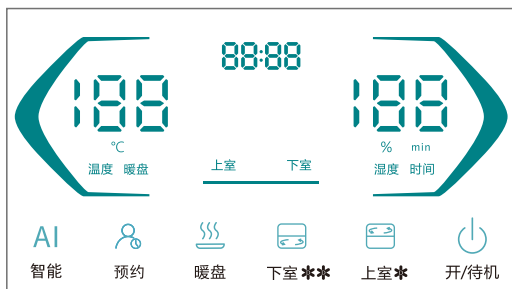 88:88
188
188
℃
% min
温度 暖盘
上室 下室
湿度 时间
AI
智能 预约 暖盘 下室✱✱ 上室✱ 开/待机